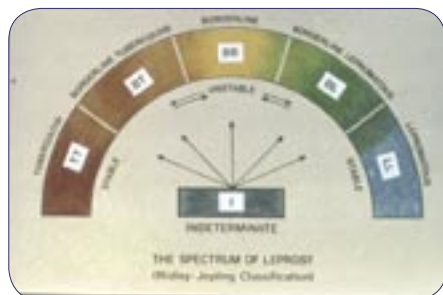 BORDERLINE
BORDERLINE TUBERCULOID
BORDERLINE LEPROMATOUS
TUBERCULOID
LEPROMATOUS
BB
BT
BL
TT
LL
UNSTABLE
STABLE
STABLE
I
INDETERMINATE
THE SPECTRUM OF LEPROSY
(Ridley-Jopling Classification)